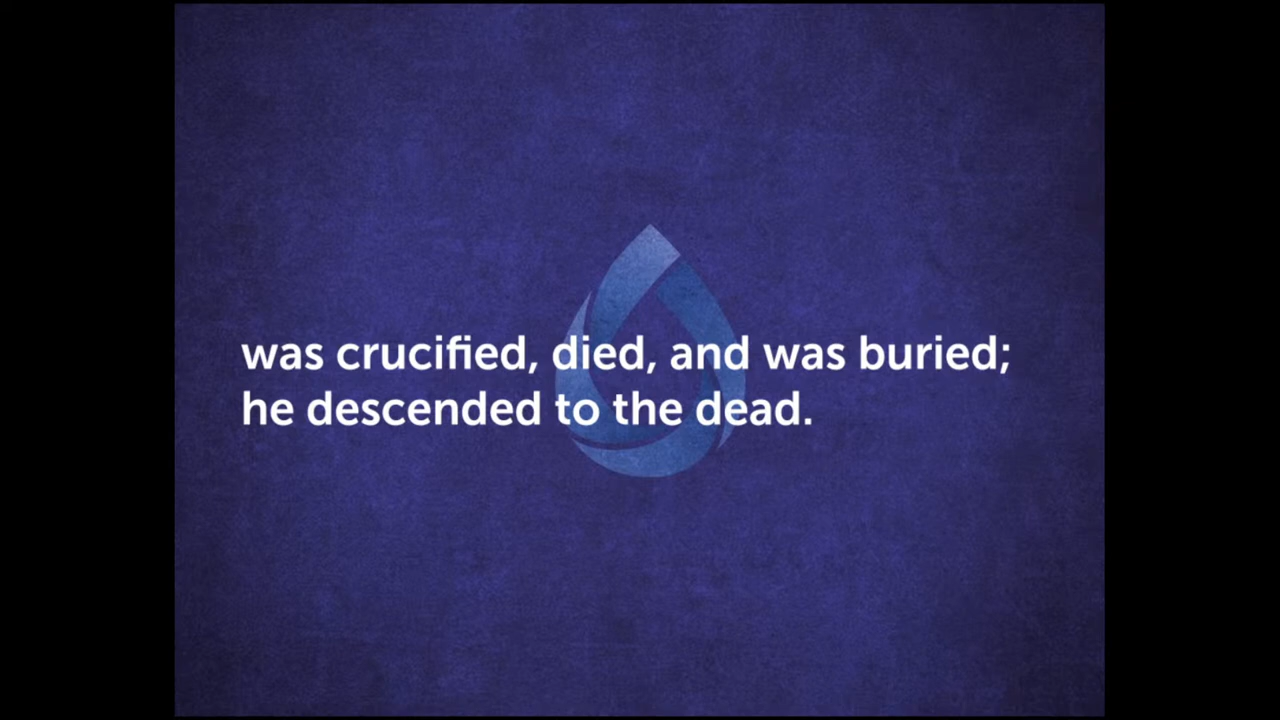 was crucified, died, and was buried;
he descended to the dead.